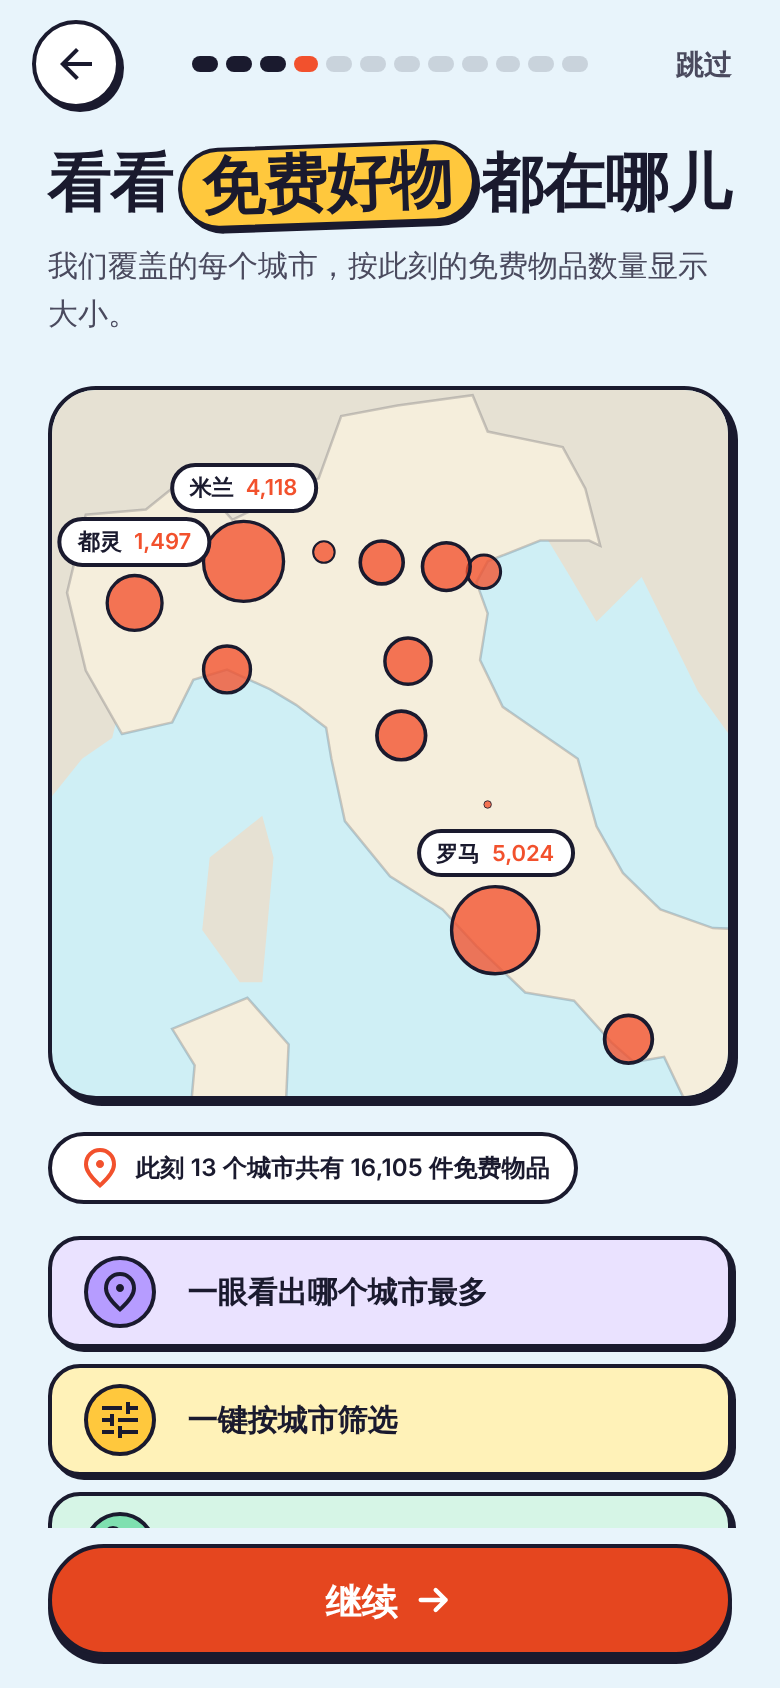 跳过
看看免费好物都在哪儿
我们覆盖的每个城市，按此刻的免费物品数量显示
大小。
米兰 4,118
都灵 1,497
罗马 5,024
此刻 13 个城市共有 16,105 件免费物品
一眼看出哪个城市最多
一键按城市筛选
继续